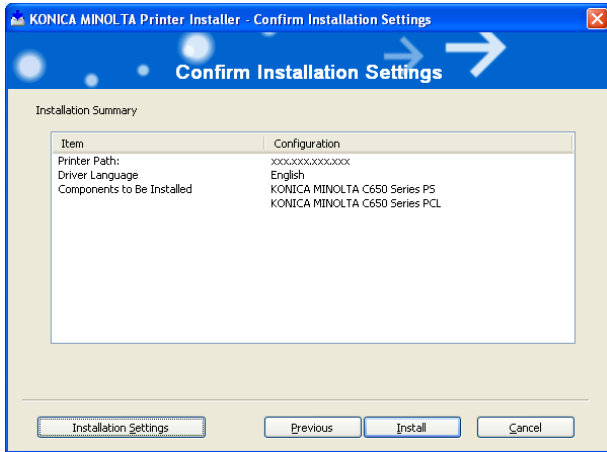 KONICA MINOLTA Printer Installer - Confirm Installation Settings
Confirm Installation Settings
Installation Summary
Item Configuration
Printer Path: xxx.xxx.xxx.xxx
Driver Language English
Components to Be Installed KONICA MINOLTA C650 Series PS
KONICA MINOLTA C650 Series PCL
Installation Settings Previous Install Cancel